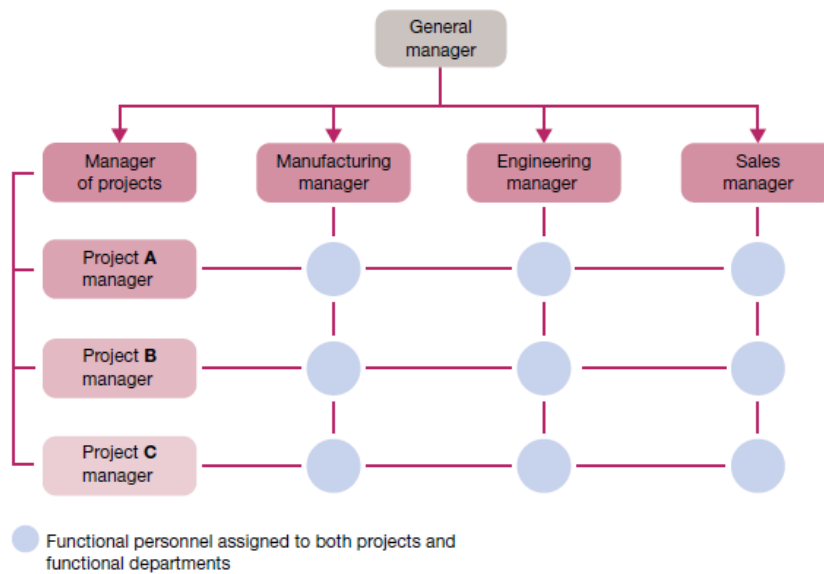 General
manager
Manager
of projects
Manufacturing
manager
Engineering
manager
Sales
manager
Project A
manager
Project B
manager
Project C
manager
Functional personnel assigned to both projects and
functional departments